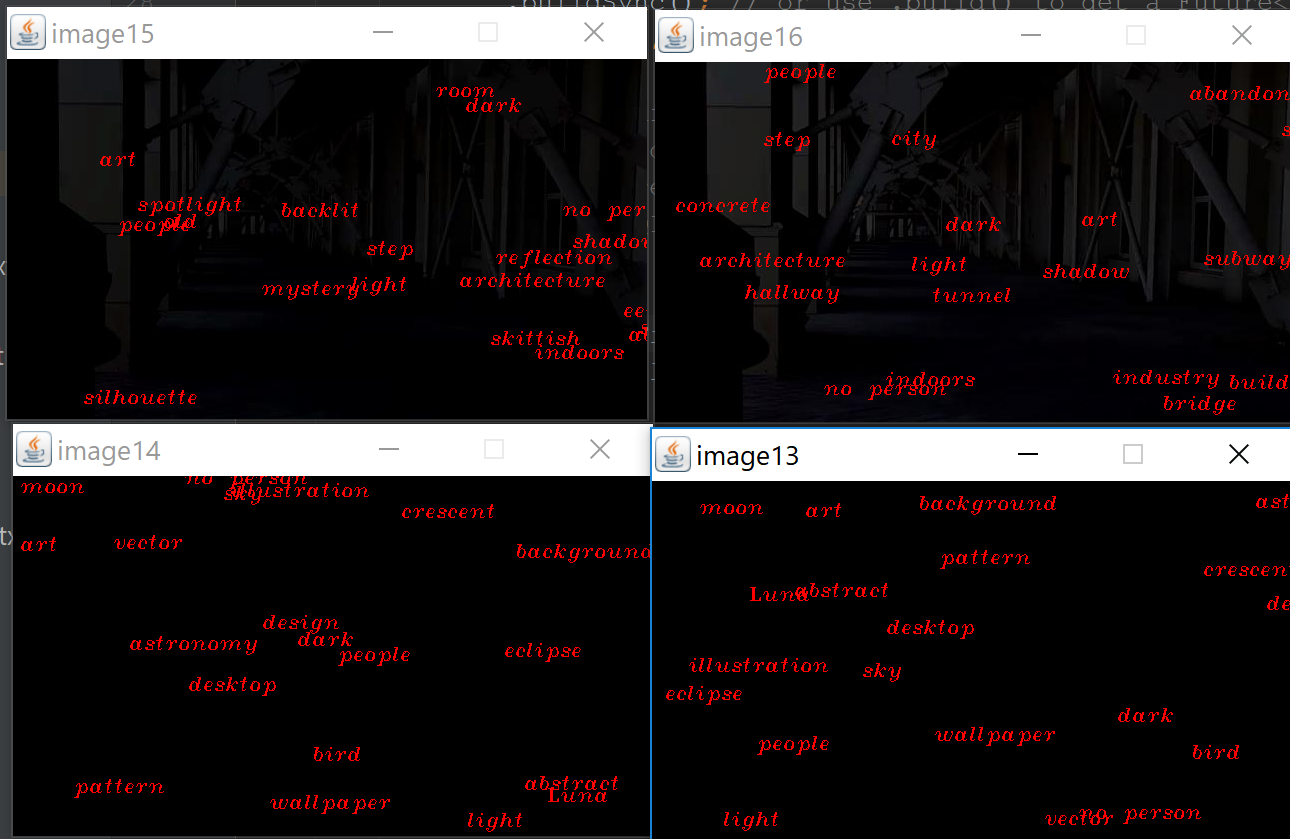 .buildSync(); // or use .build() to get a Future<
image15
room
dark
art
spotlight
backlit
old
people
no per
shadow
step
reflection
architecture
light
mystery
skittish
indoors
silhouette
image16
people
abandon
step
city
concrete
art
dark
architecture
light
subway
shadow
hallway
tunnel
industry
indoors
build
no person
bridge
image14
no person
moon
illustration
sky
crescent
art
vector
background
design
dark
astronomy
people
eclipse
desktop
bird
abstract
pattern
Luna
wallpaper
light
image13
moon
art
background
ast
pattern
crescen
Luna
abstract
de
desktop
illustration
sky
eclipse
dark
wallpaper
people
bird
no person
vector
light